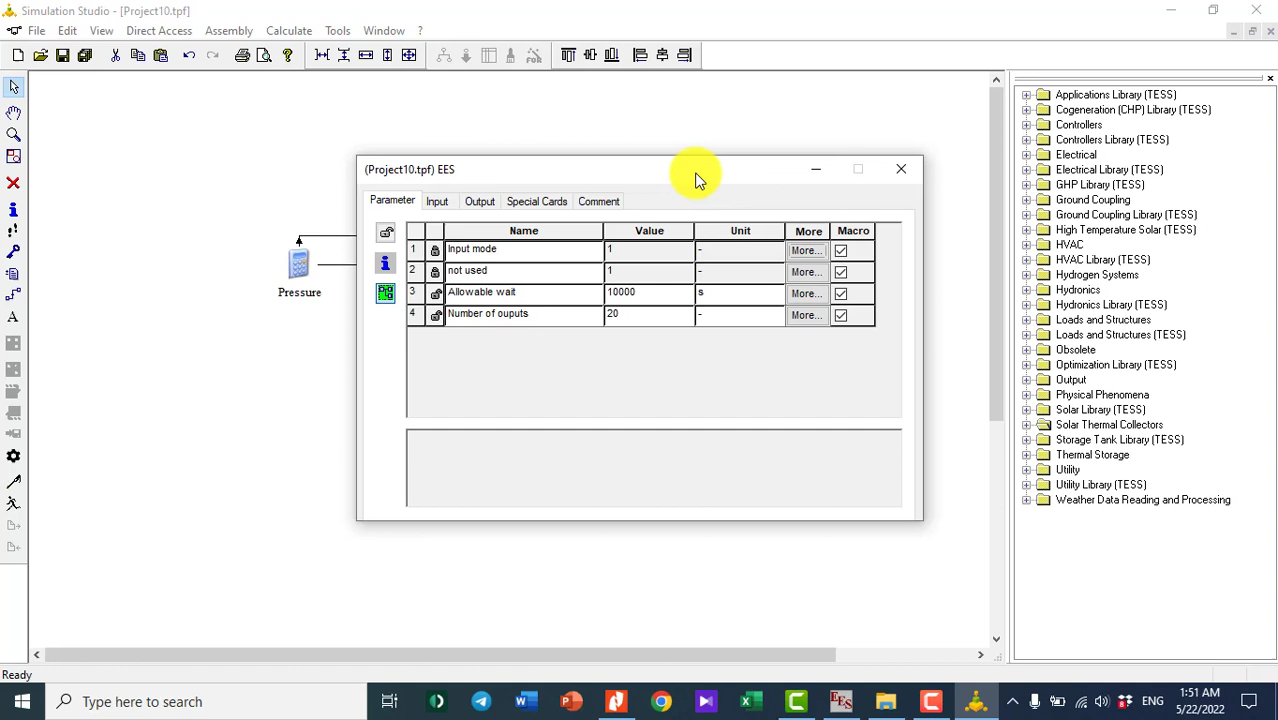 Simulation Studio - [Project10.tpf]
File Edit View Direct Access Assembly Calculate Tools Window ?
Applications Library (TESS)
Cogeneration (CHP) Library (TESS)
Controllers
Controllers Library (TESS)
Electrical
Electrical Library (TESS)
GHP Library (TESS)
Ground Coupling
Ground Coupling Library (TESS)
High Temperature Solar (TESS)
HVAC
HVAC Library (TESS)
Hydrogen Systems
Hydronics
Hydronics Library (TESS)
Loads and Structures
Loads and Structures (TESS)
Obsolete
Optimization Library (TESS)
Output
Physical Phenomena
Solar Library (TESS)
Solar Thermal Collectors
Storage Tank Library (TESS)
Thermal Storage
Utility
Utility Library (TESS)
Weather Data Reading and Processing
Pressure
(Project10.tpf) EES
Parameter Input Output Special Cards Comment
Name Value Unit More Macro
1 Input mode 1 - More...
2 not used 1 - More...
3 Allowable wait 10000 s More...
4 Number of ouputs 20 - More...
Ready
Type here to search
ENG
1:51 AM
5/22/2022